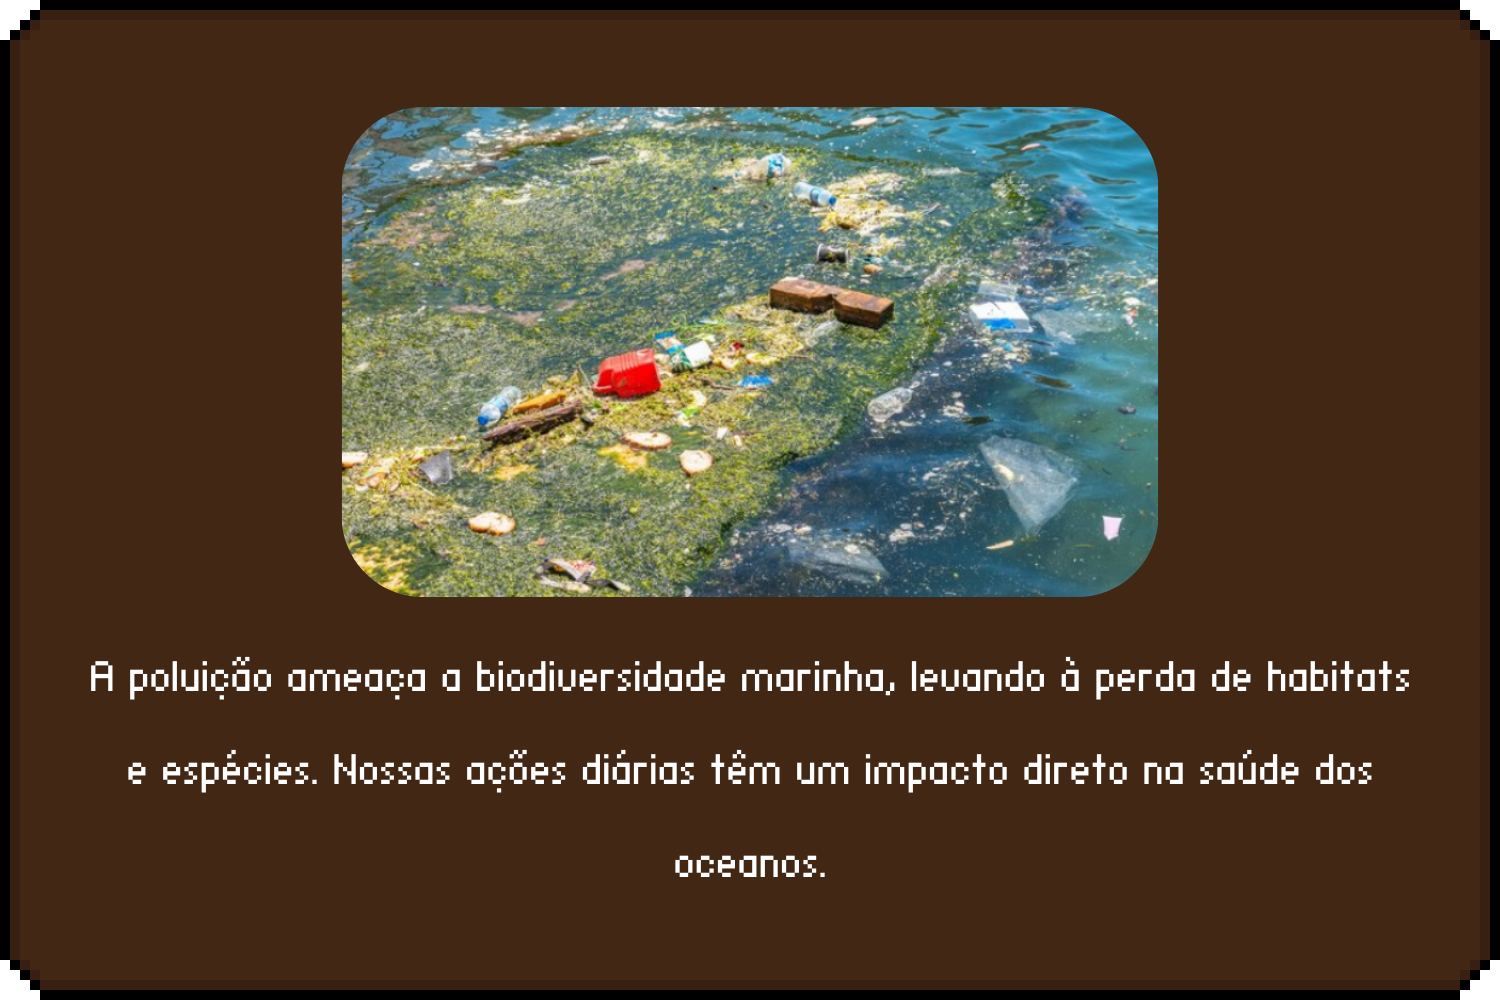 A poluição ameaça a biodiversidade marinha, levando à perda de habitats
e espécies. Nossas ações diárias têm um impacto direto na saúde dos
oceanos.